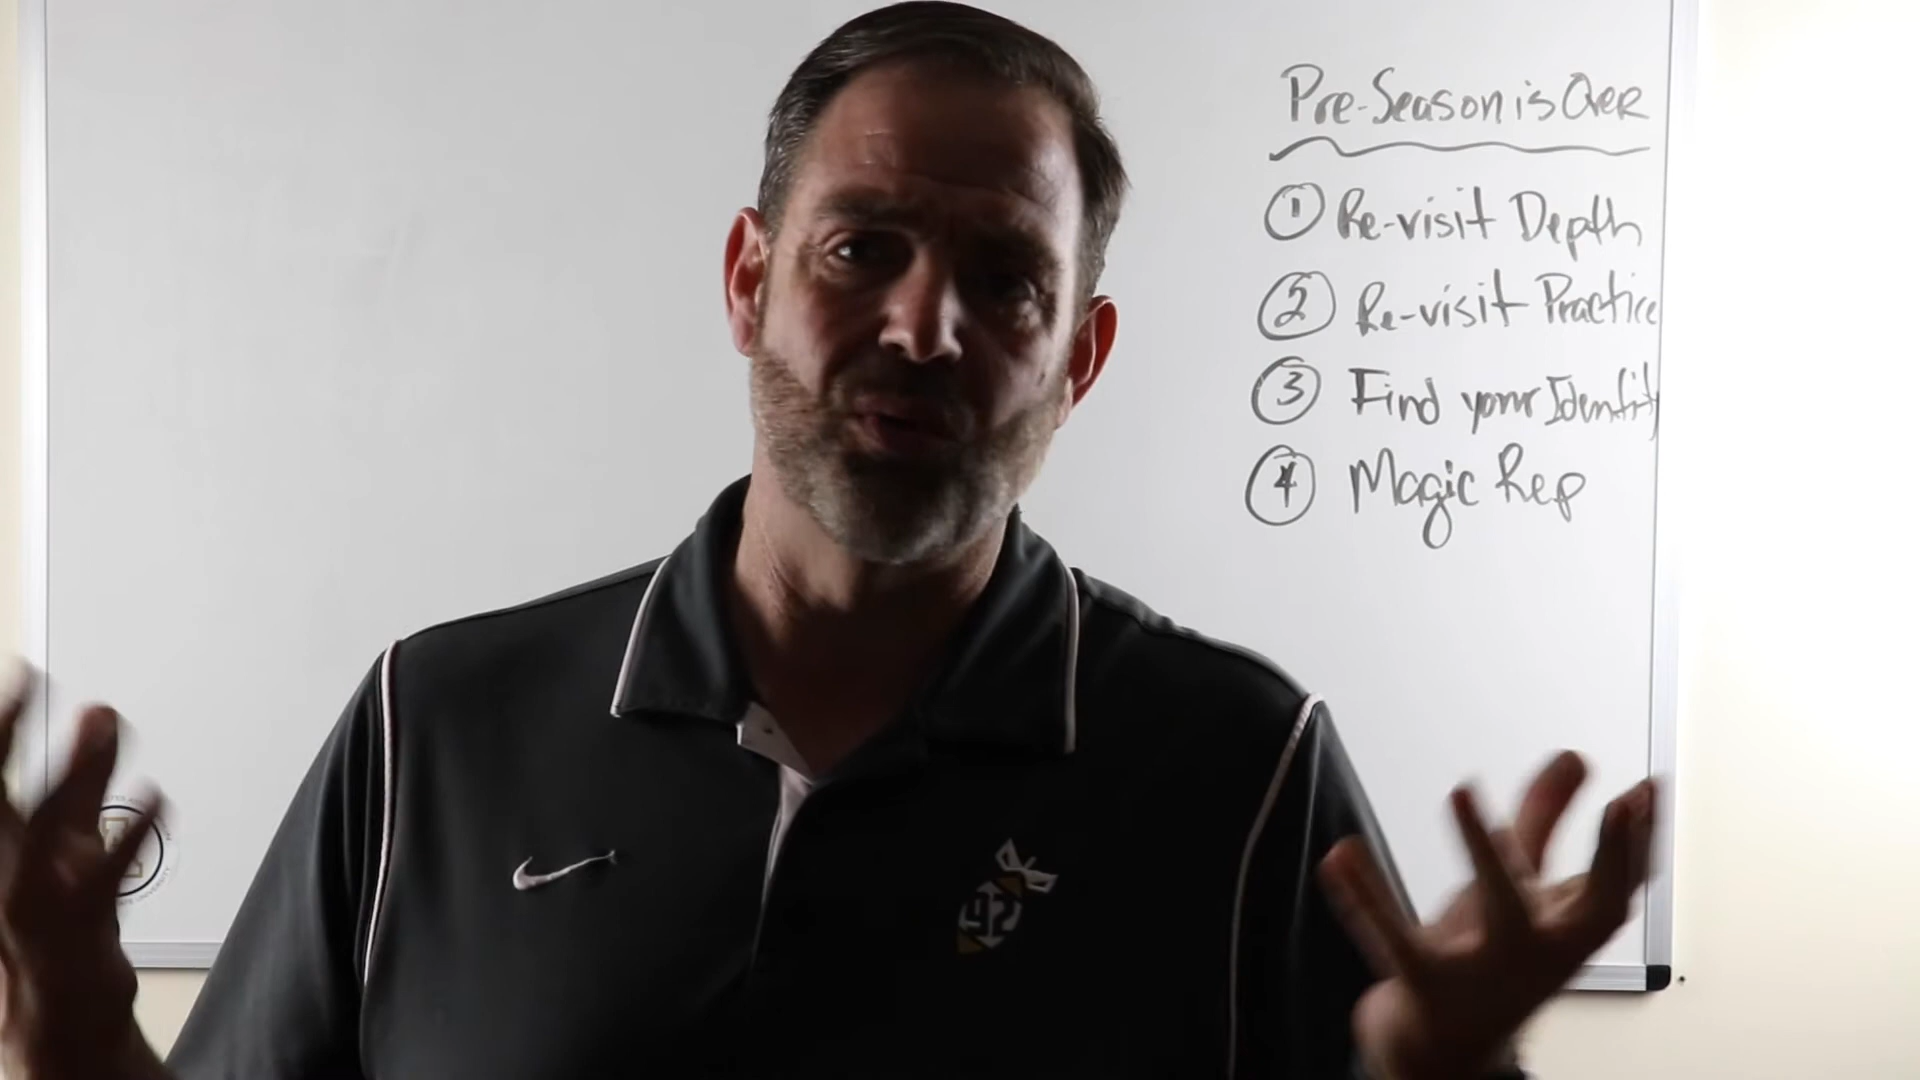 Pre-Season is Over
① Re-visit Depth
② Re-visit Practice
③ Find your Identity
④ Magic Rep
92